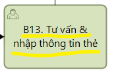 B13. Tư vấn &
nhập thông tin thẻ